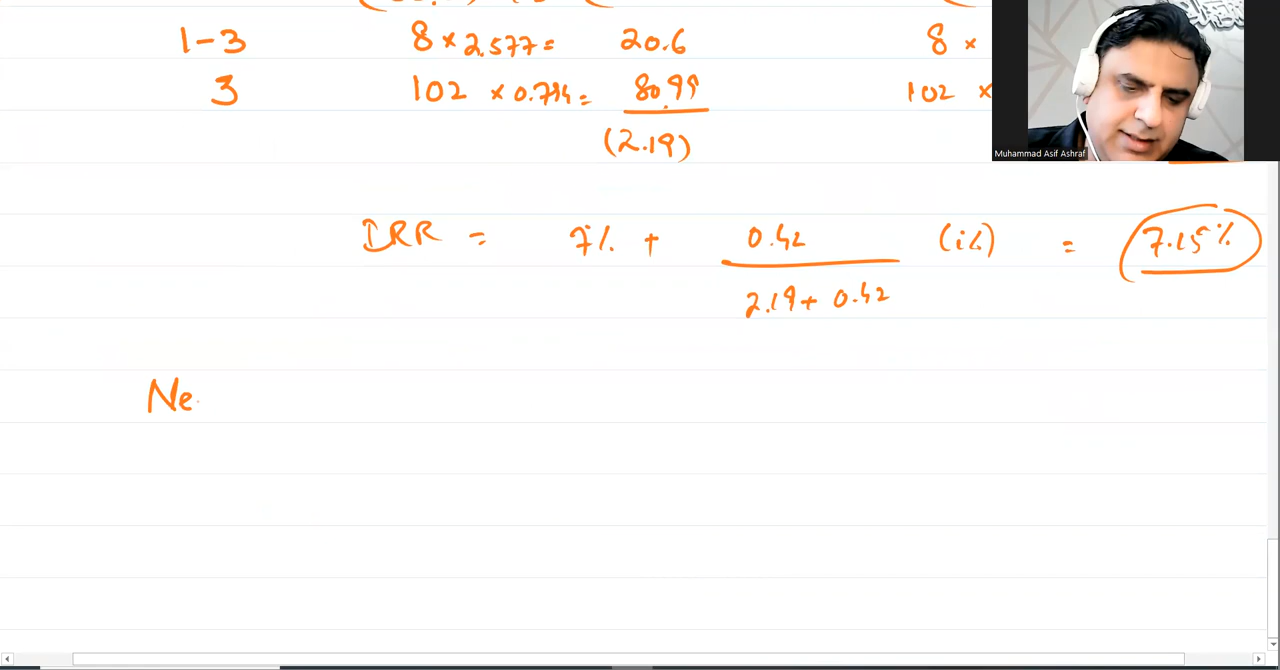 1-3 8 × 2.577 = 20.6 8 ×
3 102 × 0.794 = 80.99 102 ×
(2.19)
Muhammad Asif Ashraf
IRR = 7% + 0.42 (1%) = 7.15%
2.19 + 0.42
Ne